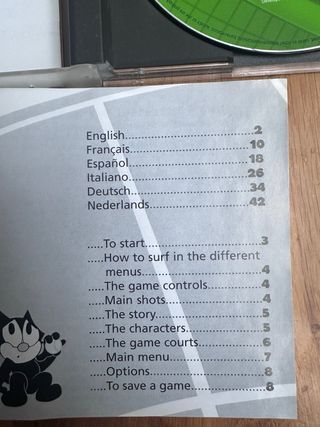 English..............................2
Français............................10
Español.............................18
Italiano.............................26
Deutsch.............................34
Nederlands........................42
.....To start...........................3
.....How to surf in the different
menus.............................4
.....The game controls............4
.....Main shots.......................4
.....The story.........................5
.....The characters.................5
.....The game courts...............6
.....Main menu.......................7
.....Options............................8
.....To save a game.................8